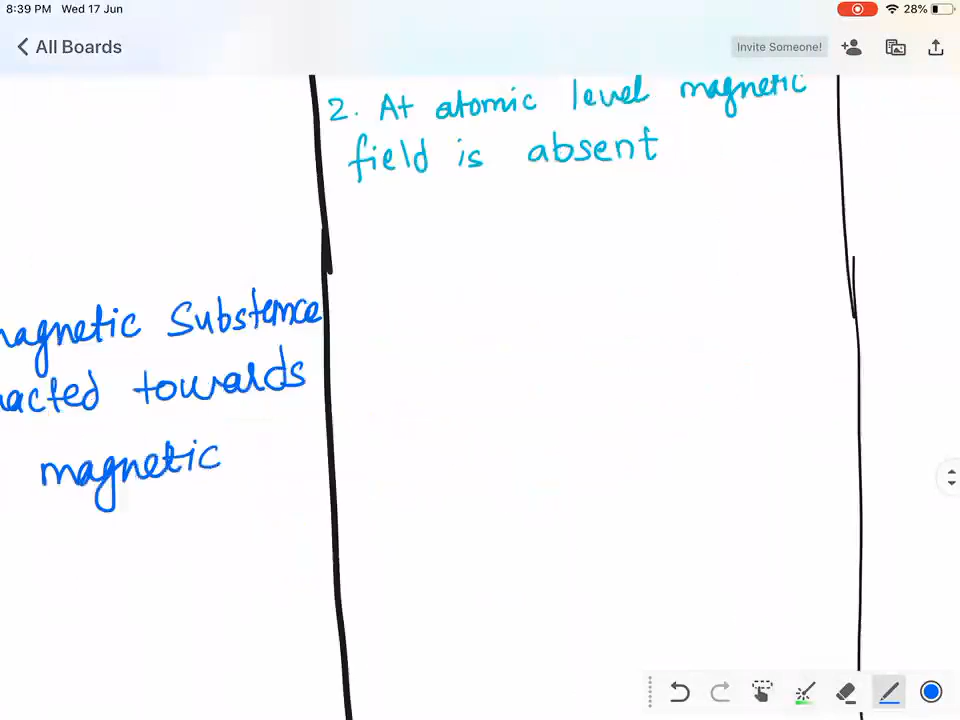 8:39 PM Wed 17 Jun
28%
All Boards
Invite Someone!
2. At atomic level magnetic
field is absent
magnetic Substence
acted towards
magnetic